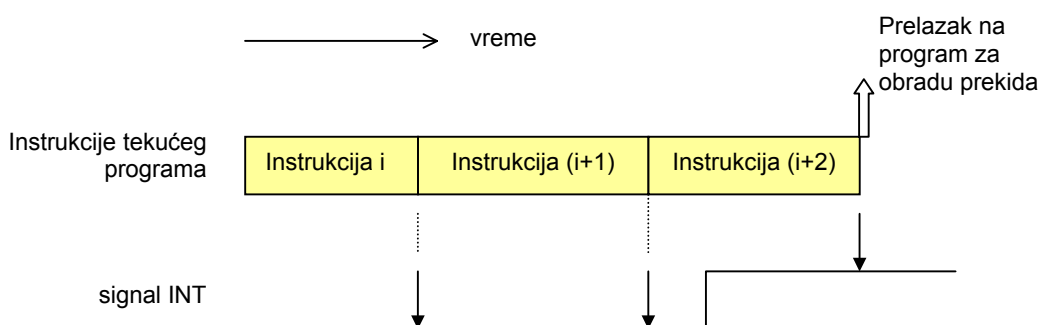 vreme
Prelazak na
program za
obradu prekida
Instrukcije tekućeg
programa
Instrukcija i
Instrukcija (i+1)
Instrukcija (i+2)
signal INT